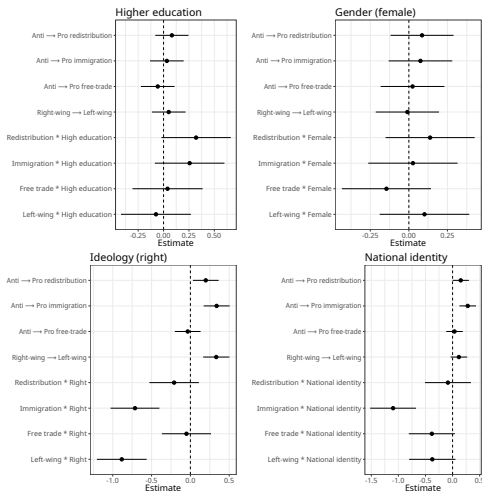 Higher education
Anti → Pro redistribution
Anti → Pro immigration
Anti → Pro free-trade
Right-wing → Left-wing
Redistribution * High education
Immigration * High education
Free trade * High education
Left-wing * High education
-0.25 0.00 0.25 0.50
Estimate
Gender (female)
Anti → Pro redistribution
Anti → Pro immigration
Anti → Pro free-trade
Right-wing → Left-wing
Redistribution * Female
Immigration * Female
Free trade * Female
Left-wing * Female
-0.25 0.00 0.25
Estimate
Ideology (right)
Anti → Pro redistribution
Anti → Pro immigration
Anti → Pro free-trade
Right-wing → Left-wing
Redistribution * Right
Immigration * Right
Free trade * Right
Left-wing * Right
-1.0 -0.5 0.0 0.5
Estimate
National identity
Anti → Pro redistribution
Anti → Pro immigration
Anti → Pro free-trade
Right-wing → Left-wing
Redistribution * National identity
Immigration * National identity
Free trade * National identity
Left-wing * National identity
-1.5 -1.0 -0.5 0.0 0.5
Estimate